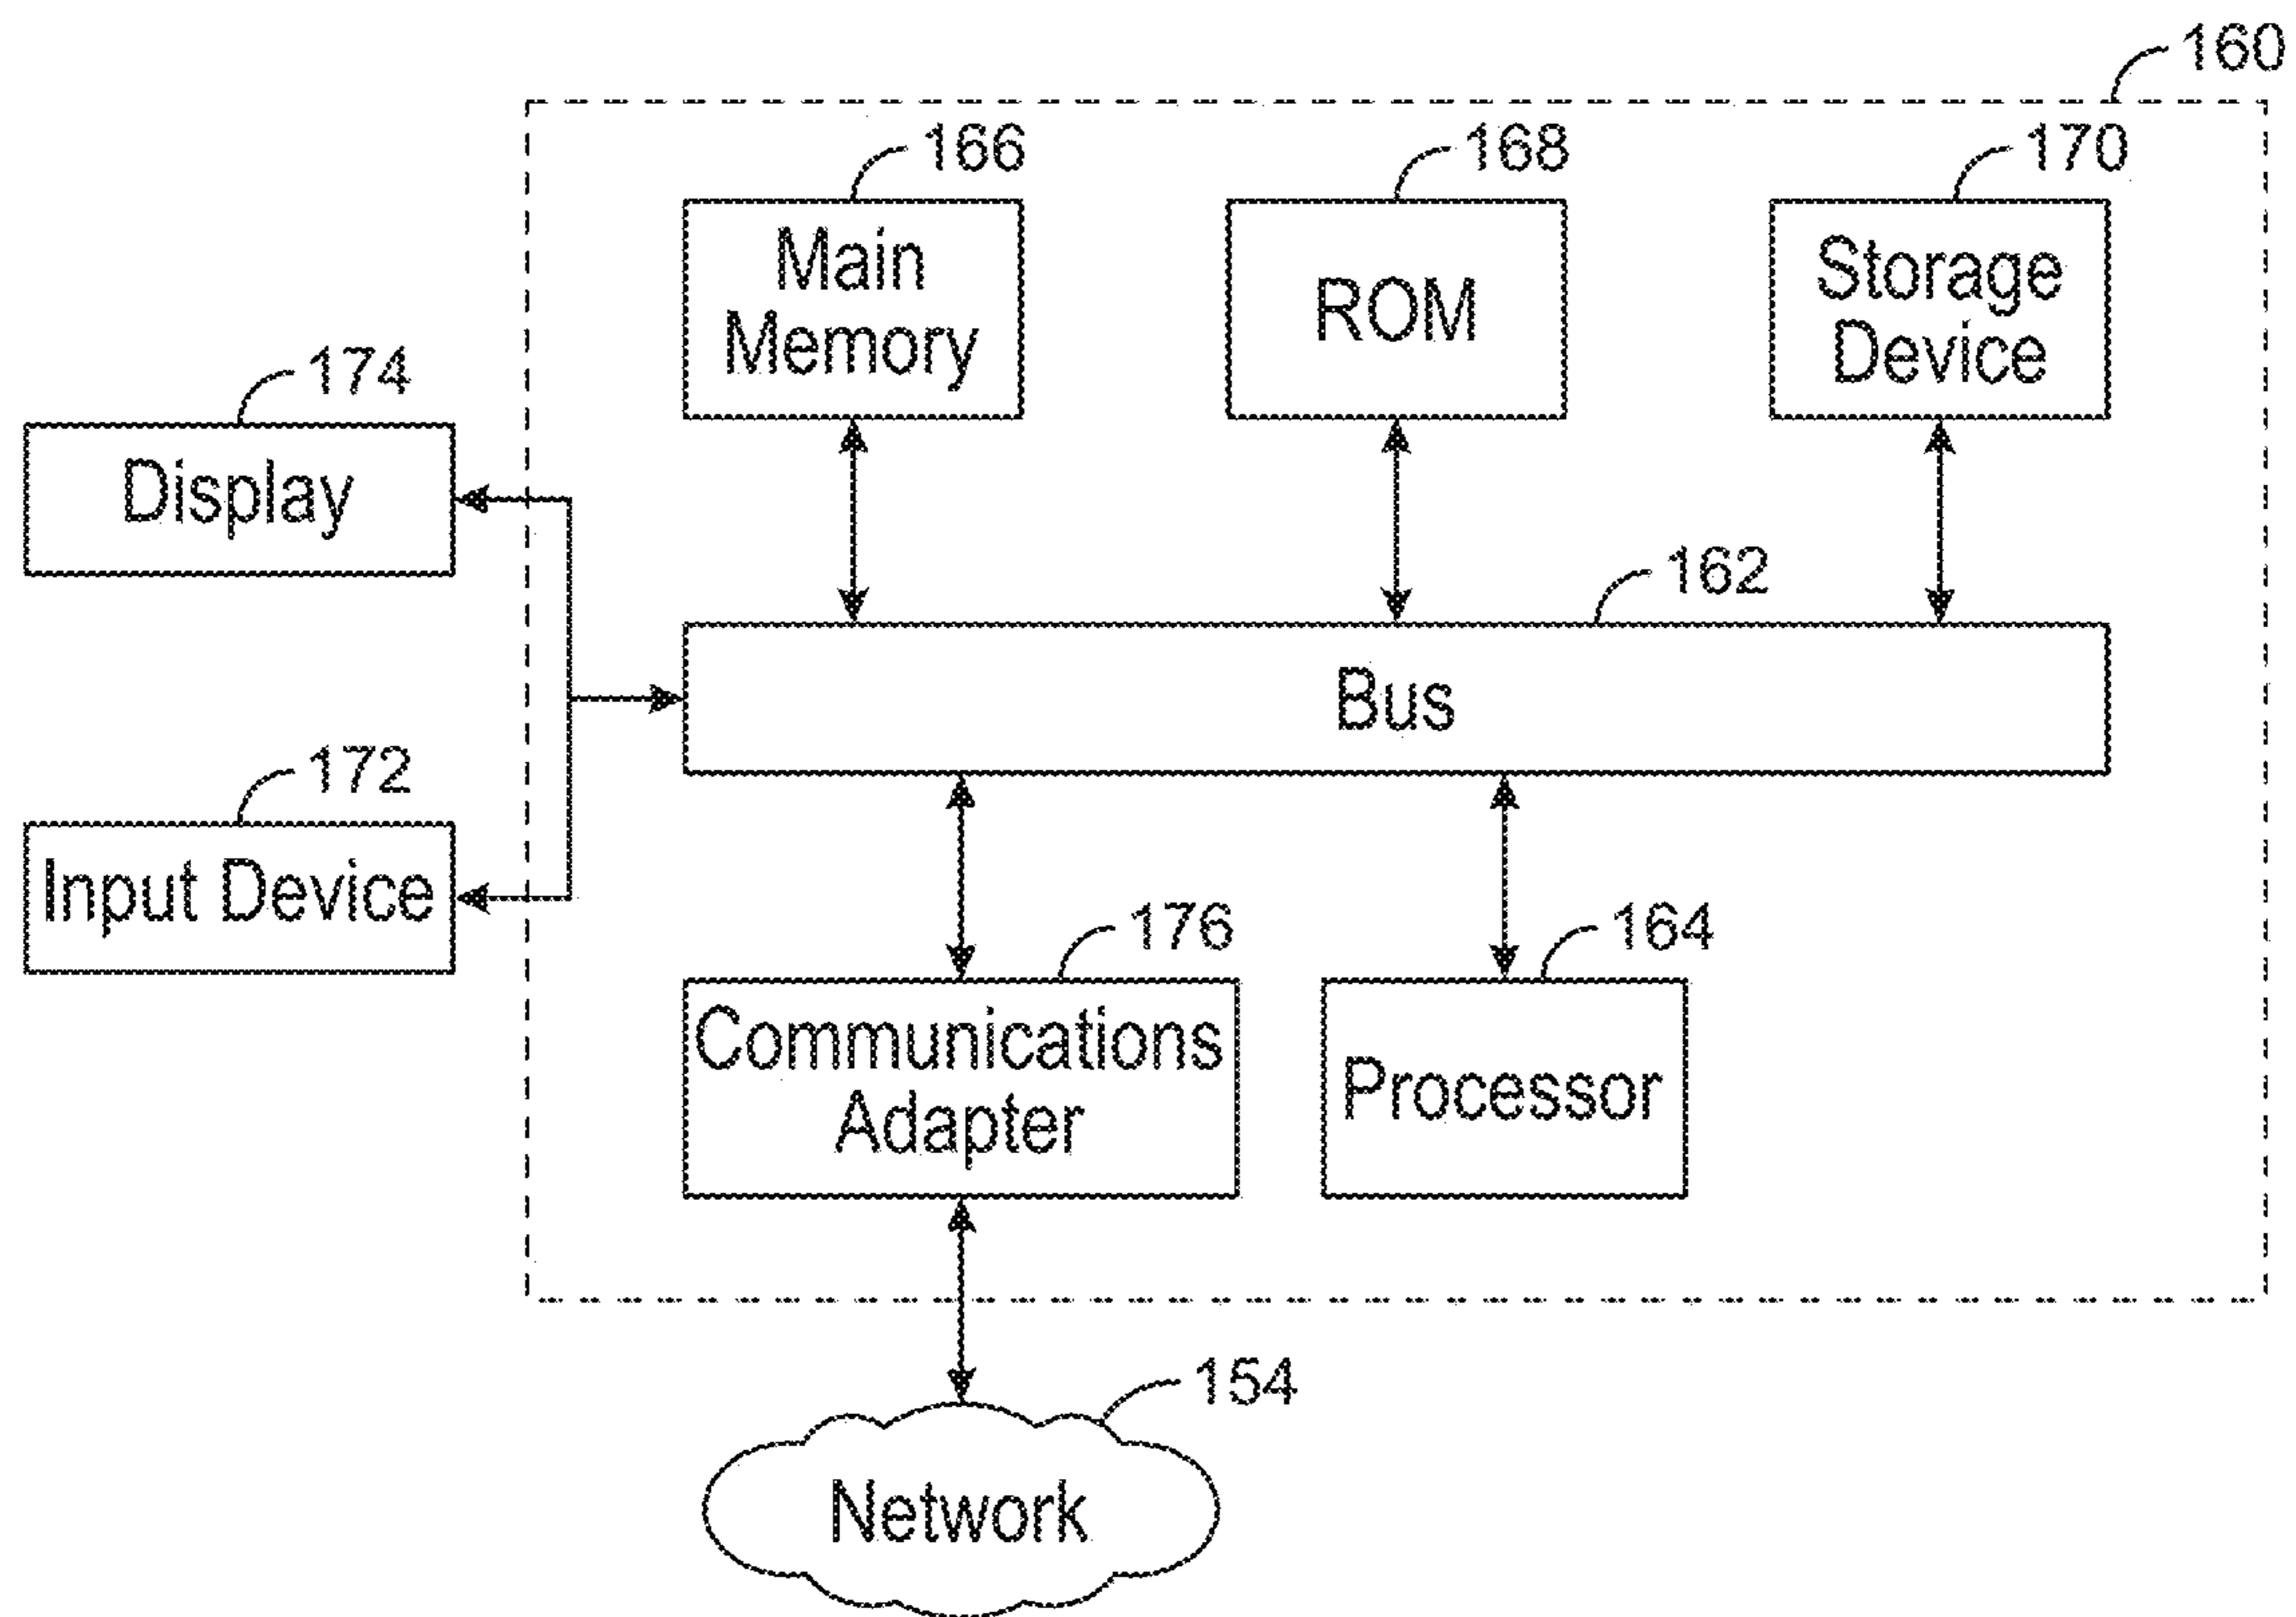 160
166
168
170
Main
Memory
ROM
Storage
Device
174
Display
162
Bus
172
Input Device
176
164
Communications
Adapter
Processor
154
Network